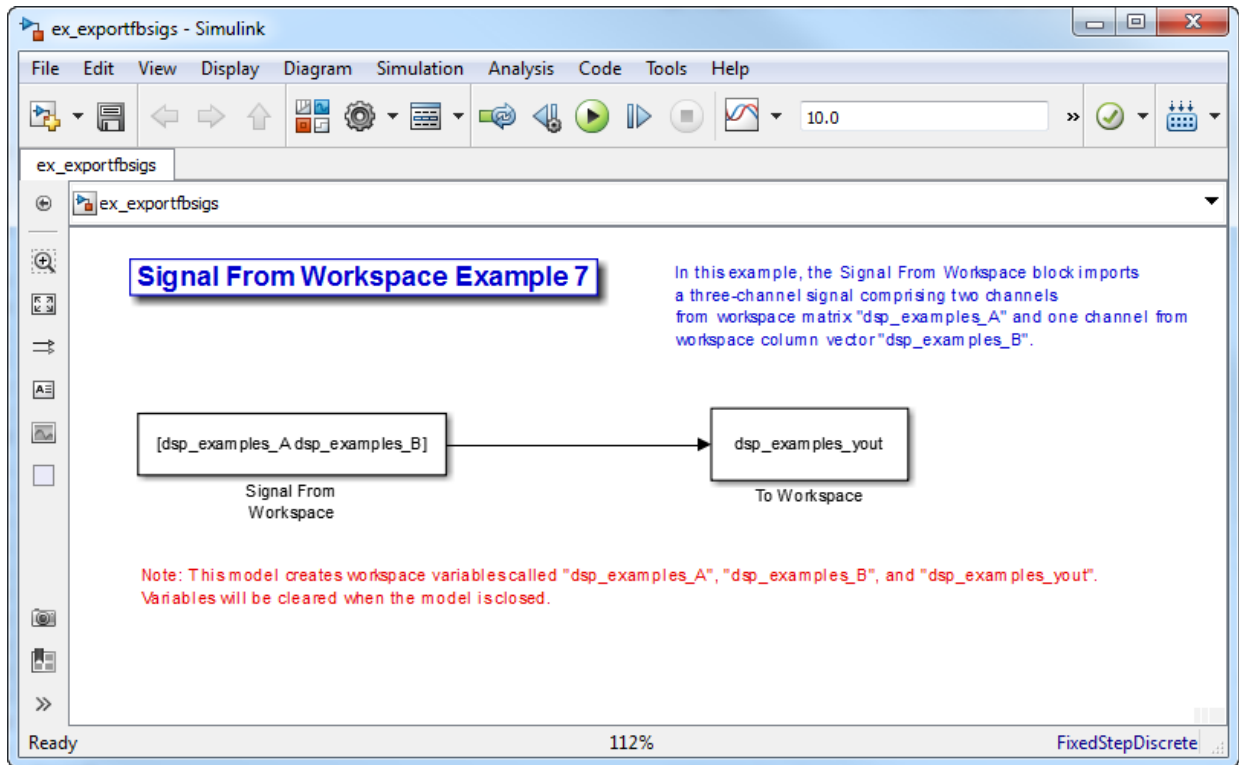 ex_exportfbsigs - Simulink
File Edit View Display Diagram Simulation Analysis Code Tools Help
10.0
ex_exportfbsigs
ex_exportfbsigs
Signal From Workspace Example 7
In this example, the Signal From Workspace block imports
a three-channel signal comprising two channels
from workspace matrix "dsp_examples_A" and one channel from
workspace column vector "dsp_examples_B".
[dsp_examples_A dsp_examples_B]
dsp_examples_yout
Signal From
Workspace
To Workspace
Note: This model creates workspace variables called "dsp_examples_A", "dsp_examples_B", and "dsp_examples_yout".
Variables will be cleared when the model is closed.
Ready 112% FixedStepDiscrete